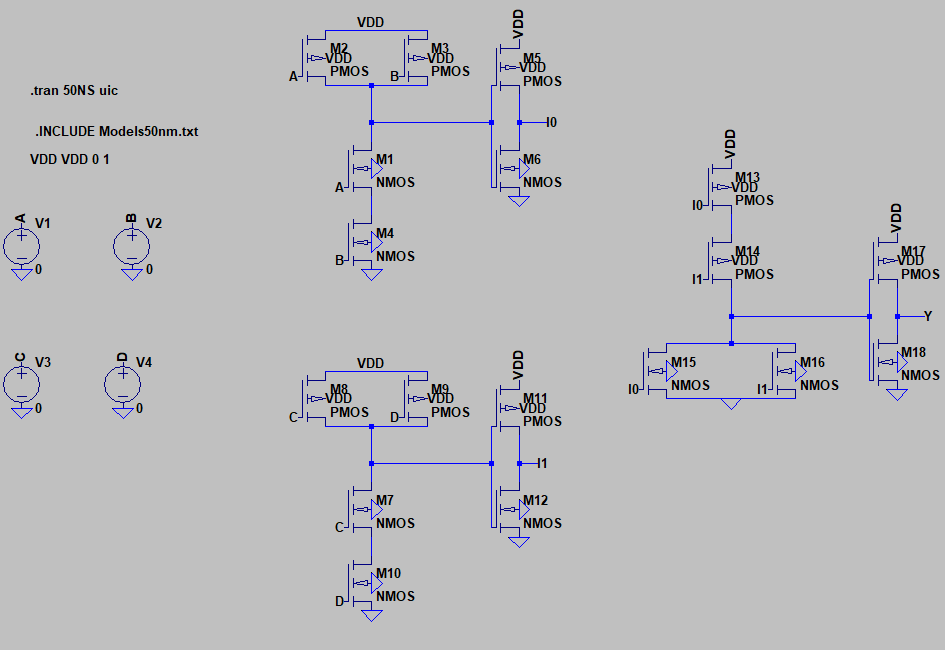 .tran 50NS uic
.INCLUDE Models50nm.txt
VDD VDD 0 1
A
V1
0
B
V2
0
C
V3
0
D
V4
0
VDD
M2
VDD
PMOS
A
M3
VDD
PMOS
B
M1
NMOS
A
M4
NMOS
B
VDD
M5
VDD
PMOS
I0
M6
NMOS
VDD
M8
VDD
PMOS
C
M9
VDD
PMOS
D
M7
NMOS
C
M10
NMOS
D
VDD
M11
VDD
PMOS
I1
M12
NMOS
VDD
M13
VDD
PMOS
I0
M14
VDD
PMOS
I1
M15
NMOS
I0
M16
NMOS
I1
VDD
M17
VDD
PMOS
Y
M18
NMOS